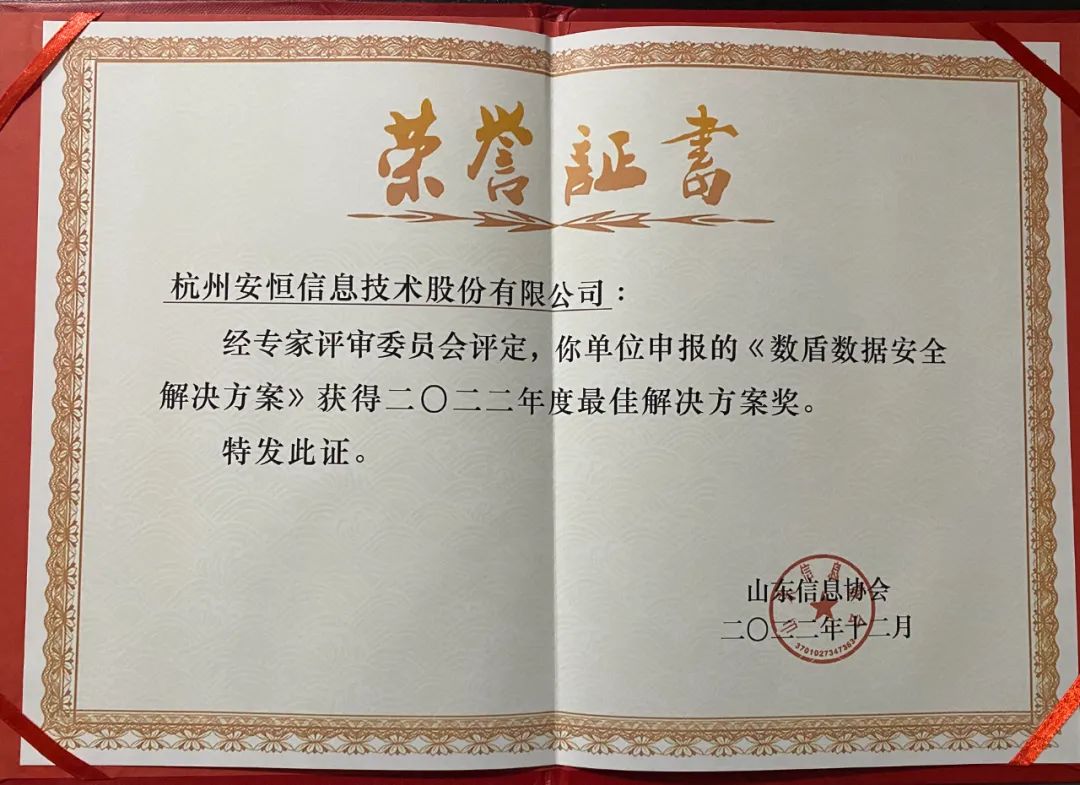 荣誉證書
杭州安恒信息技术股份有限公司：
经专家评审委员会评定，你单位申报的《数盾数据安全
解决方案》获得二〇二二年度最佳解决方案奖。
特发此证。
山东信息协会
二〇二二年十二月
3701027347363